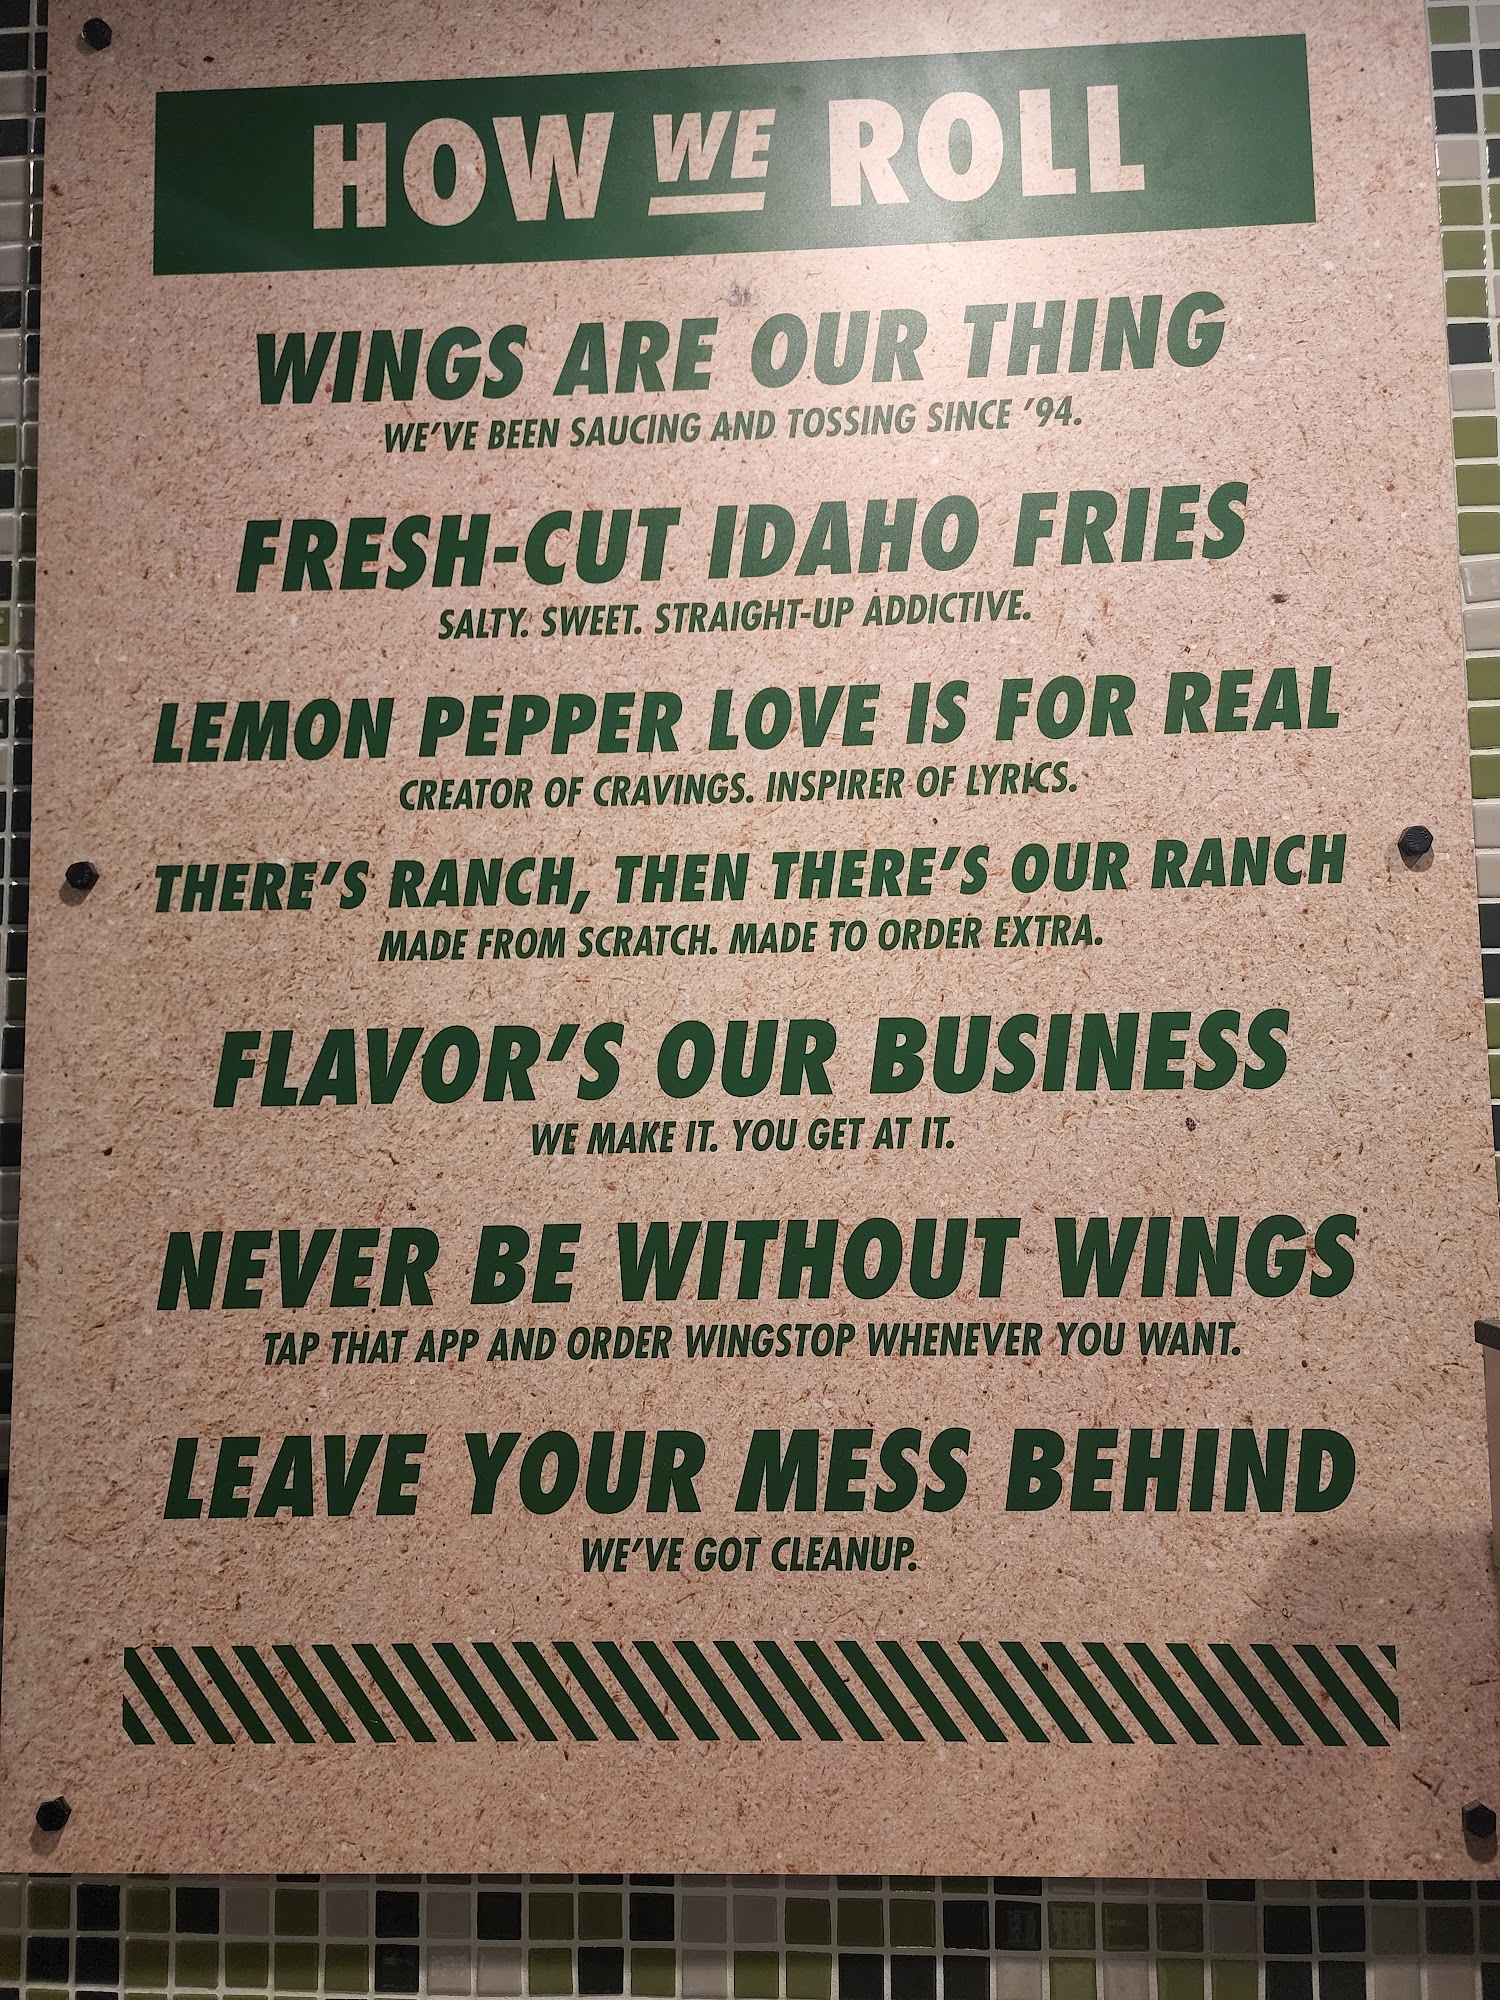 HOW WE ROLL
WINGS ARE OUR THING
WE'VE BEEN SAUCING AND TOSSING SINCE '94.
FRESH-CUT IDAHO FRIES
SALTY. SWEET. STRAIGHT-UP ADDICTIVE.
LEMON PEPPER LOVE IS FOR REAL
CREATOR OF CRAVINGS. INSPIRER OF LYRICS.
THERE'S RANCH, THEN THERE'S OUR RANCH
MADE FROM SCRATCH. MADE TO ORDER EXTRA.
FLAVOR'S OUR BUSINESS
WE MAKE IT. YOU GET AT IT.
NEVER BE WITHOUT WINGS
TAP THAT APP AND ORDER WINGSTOP WHENEVER YOU WANT.
LEAVE YOUR MESS BEHIND
WE'VE GOT CLEANUP.